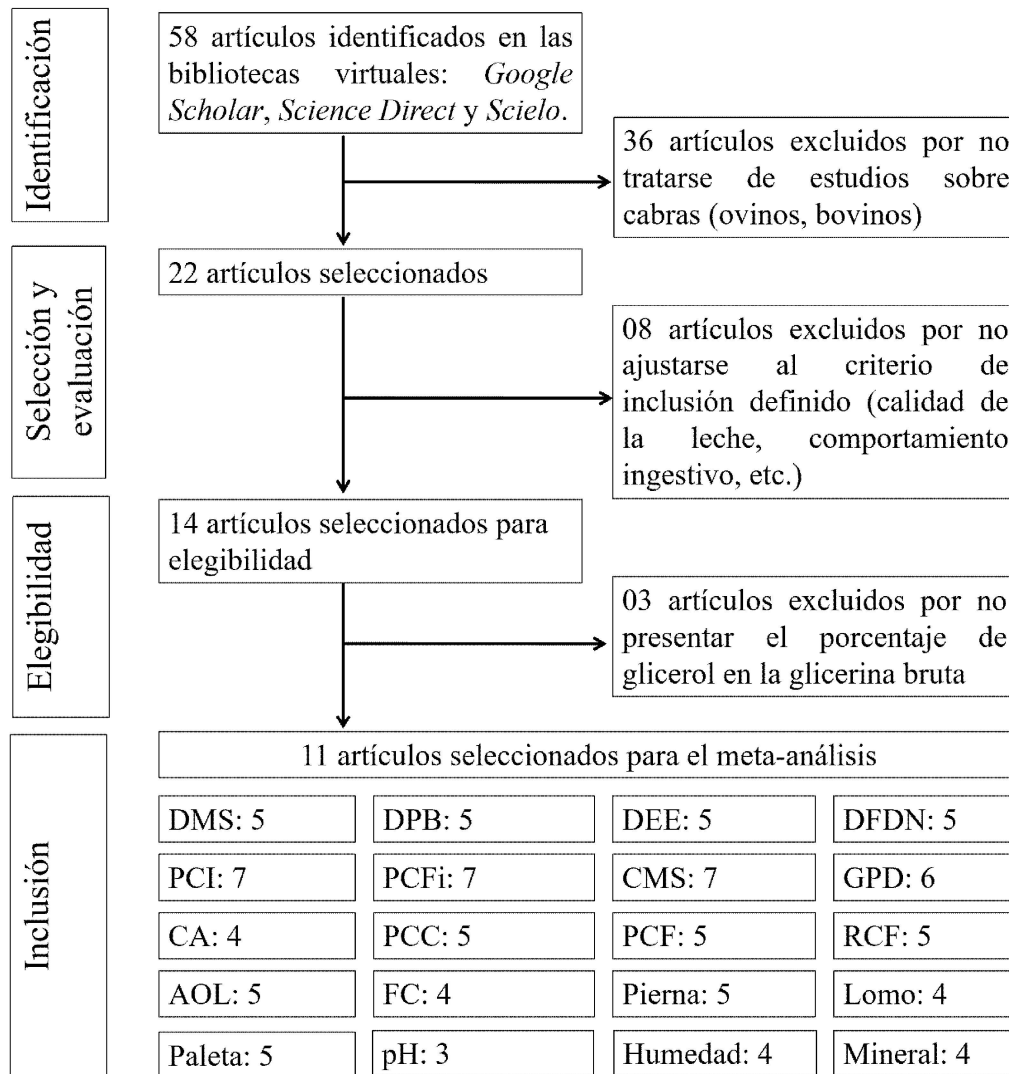 Identificación
58 artículos identificados en las
bibliotecas virtuales: Google
Scholar, Science Direct y Scielo.
36 artículos excluidos por no
tratarse de estudios sobre
cabras (ovinos, bovinos)
Selección y
evaluación
22 artículos seleccionados
08 artículos excluidos por no
ajustarse al criterio de
inclusión definido (calidad de
la leche, comportamiento
ingestivo, etc.)
Elegibilidad
14 artículos seleccionados para
elegibilidad
03 artículos excluidos por no
presentar el porcentaje de
glicerol en la glicerina bruta
Inclusión
11 artículos seleccionados para el meta-análisis
DMS: 5 DPB: 5 DEE: 5 DFDN: 5
PCI: 7 PCFi: 7 CMS: 7 GPD: 6
CA: 4 PCC: 5 PCF: 5 RCF: 5
AOL: 5 FC: 4 Pierna: 5 Lomo: 4
Paleta: 5 pH: 3 Humedad: 4 Mineral: 4